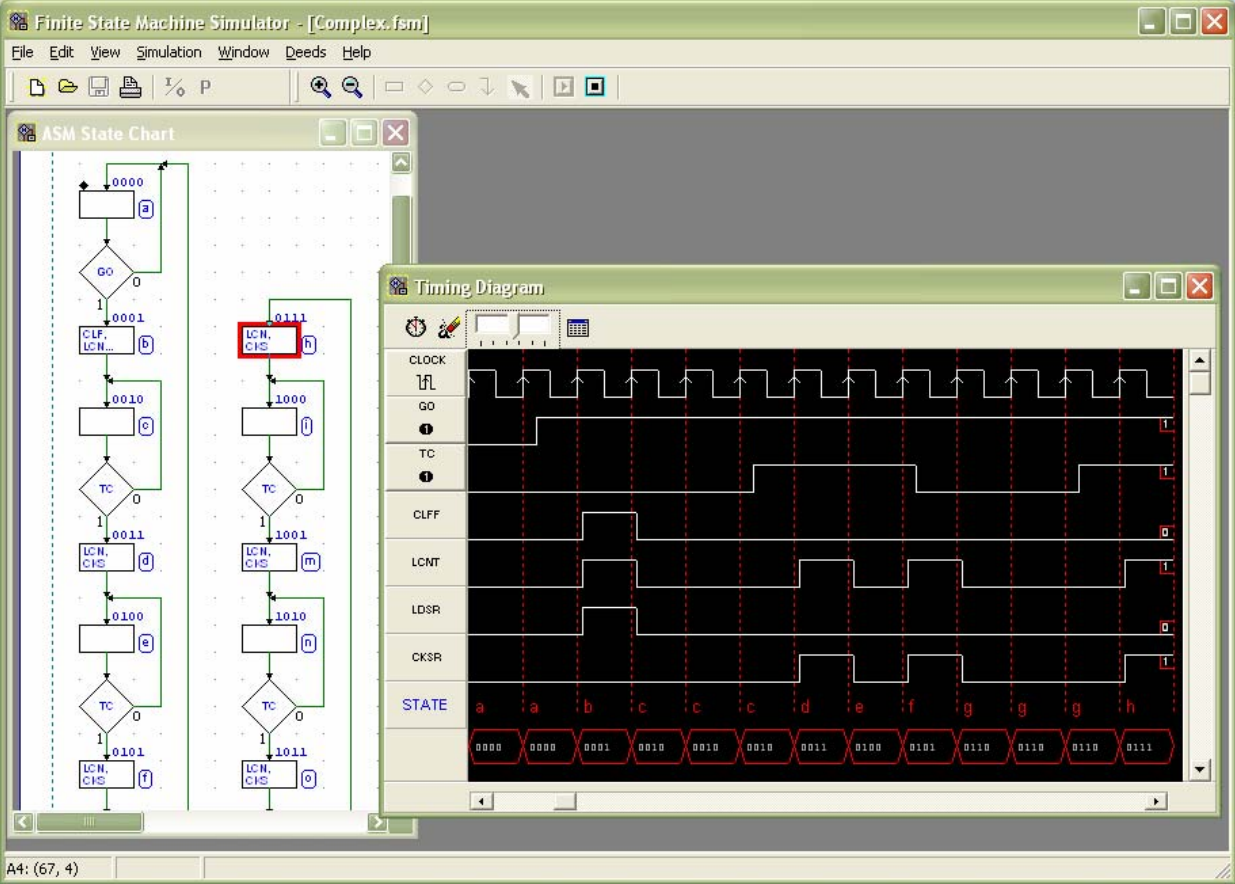 Finite State Machine Simulator - [Complex.fsm]
File Edit View Simulation Window Deeds Help
I/O P
ASM State Chart
0000
a
GO
0
1
0001
CLF,
LCN...
b
0010
c
TC
0
1
0011
LCN,
CKS
d
0100
e
TC
0
1
0101
LCN,
CKS
f
0111
LCN,
CKS
h
1000
i
TC
0
1
1001
LCN,
CKS
m
1010
n
TC
0
1
1011
LCN,
CKS
o
Timing Diagram
CLOCK
GO
1
1
TC
1
1
CLFF
0
LCNT
1
LDSR
0
CKSR
1
STATE a a b c c c d e f g g g h
0000 0000 0001 0010 0010 0010 0011 0100 0101 0110 0110 0110 0111
A4: (67, 4)